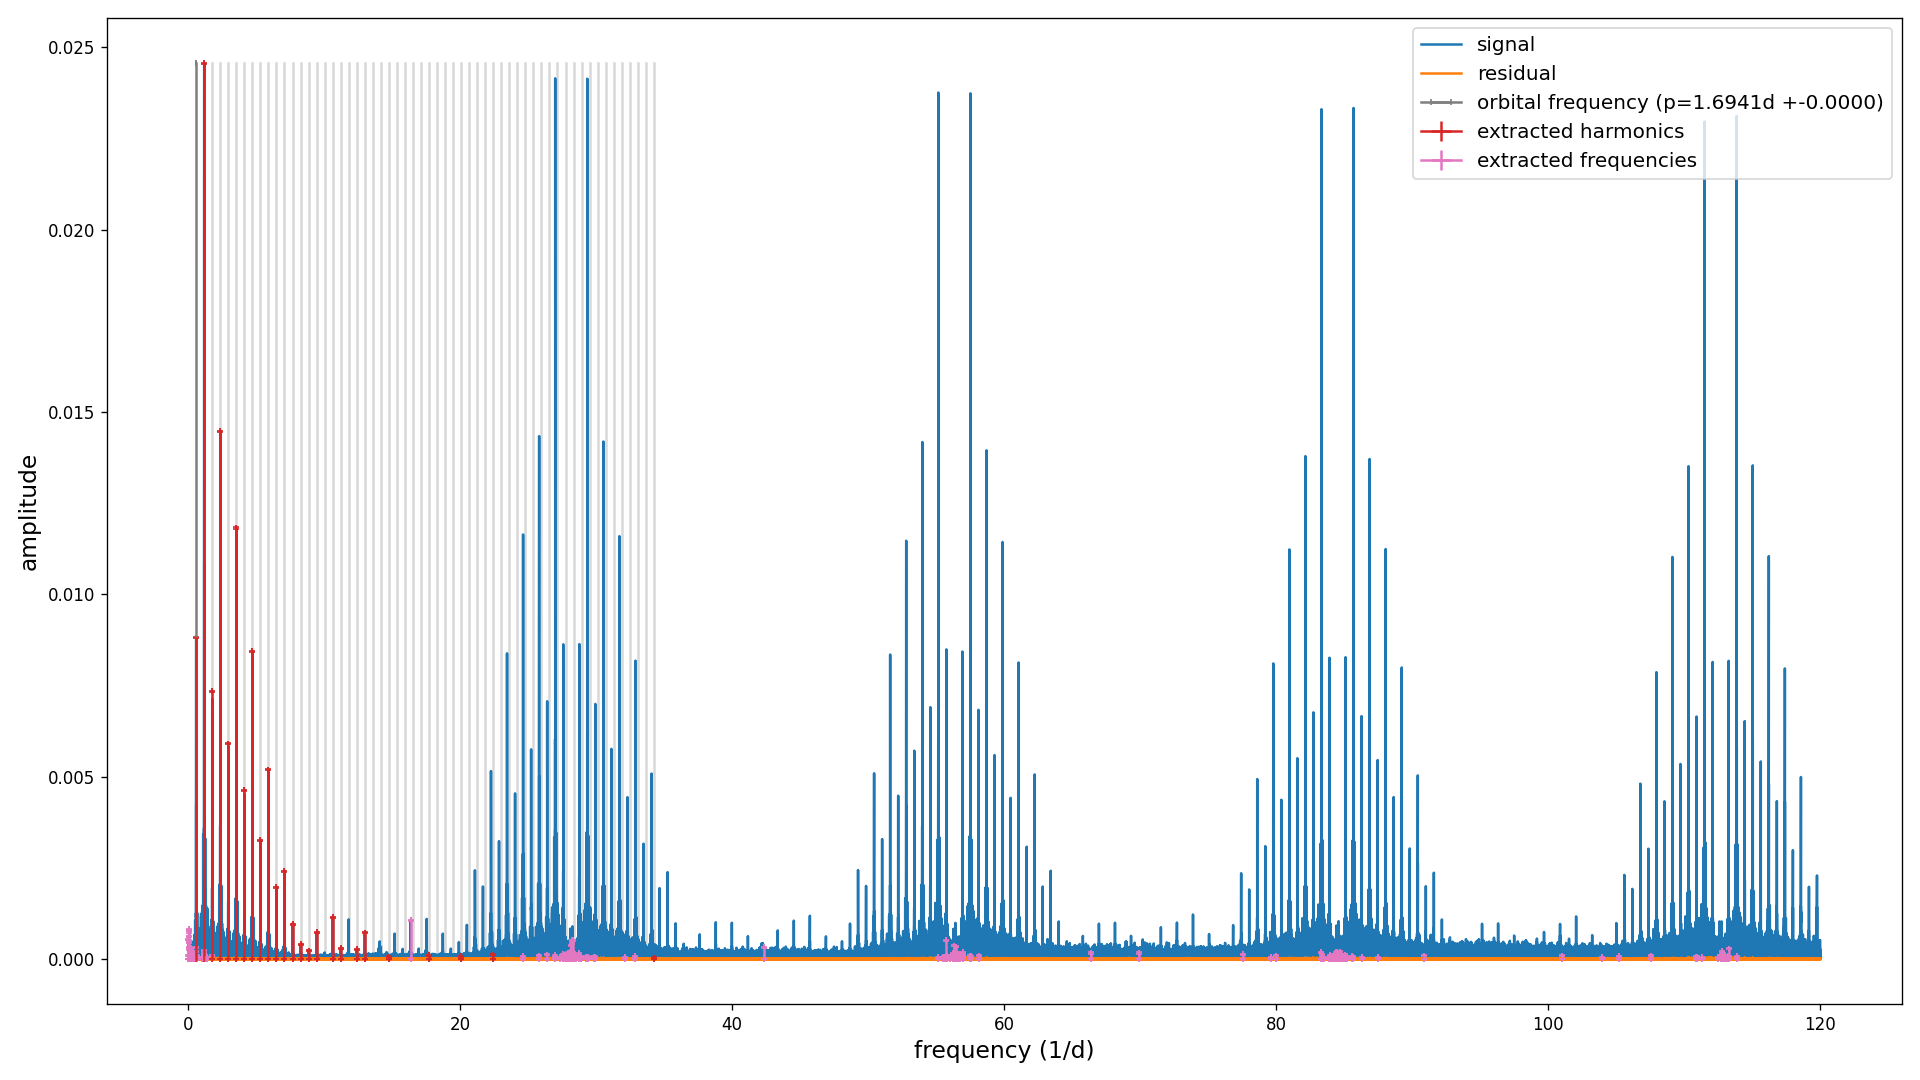 0.025
0.020
0.015
0.010
0.005
0.000
amplitude
0
20
40
60
80
100
120
frequency (1/d)
signal
residual
orbital frequency (p=1.6941d +-0.0000)
extracted harmonics
extracted frequencies